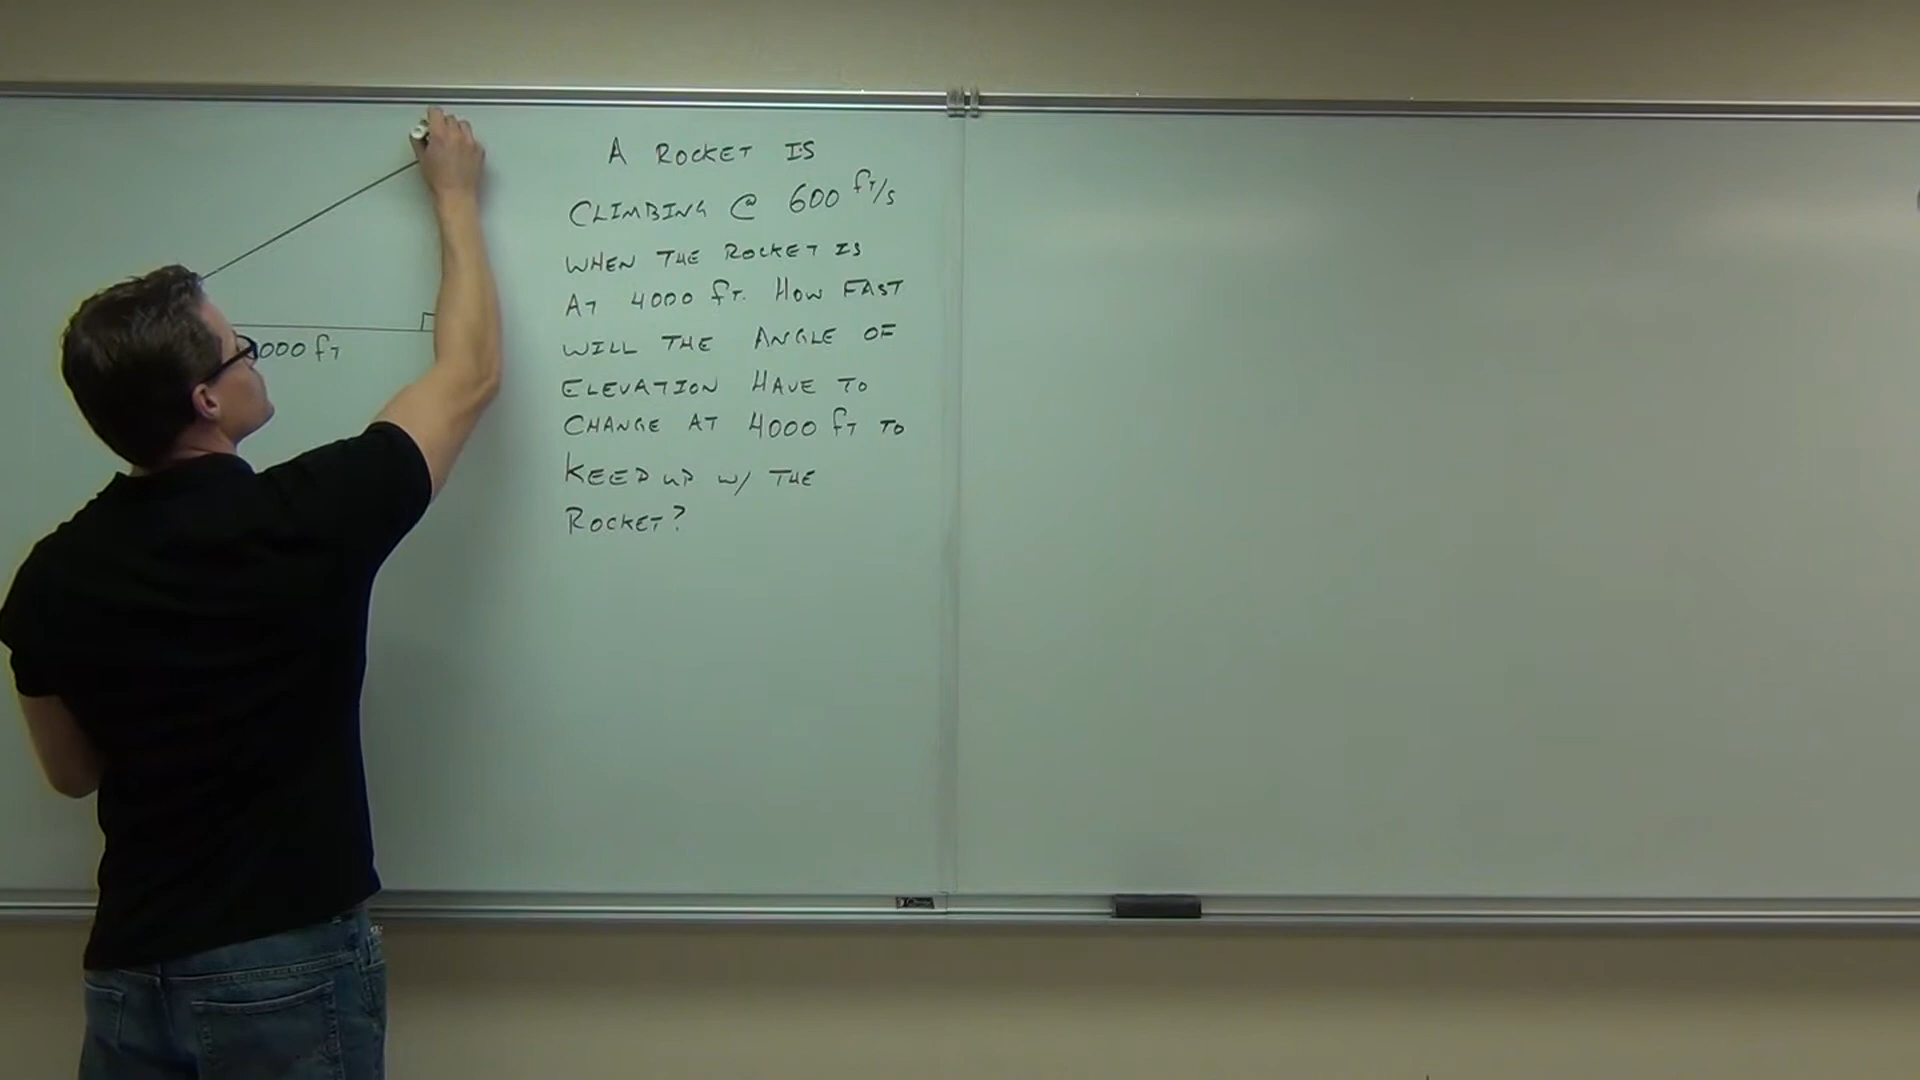 A ROCKET IS
CLIMBING @ 600 ft/s
WHEN THE ROCKET IS
AT 4000 ft. HOW FAST
WILL THE ANGLE OF
ELEVATION HAVE TO
CHANGE AT 4000 ft TO
KEEP UP W/ THE
ROCKET?
000 ft